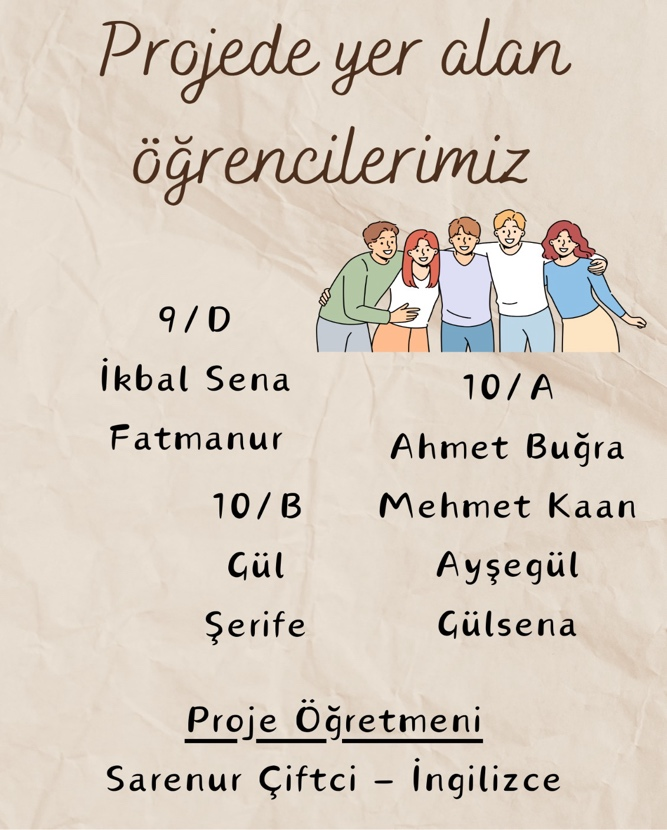 Projede yer alan
öğrencilerimiz
9/D
İkbal Sena
Fatmanur
10/B
Gül
Şerife
10/A
Ahmet Buğra
Mehmet Kaan
Ayşegül
Gülsena
Proje Öğretmeni
Sarenur Çiftci – İngilizce